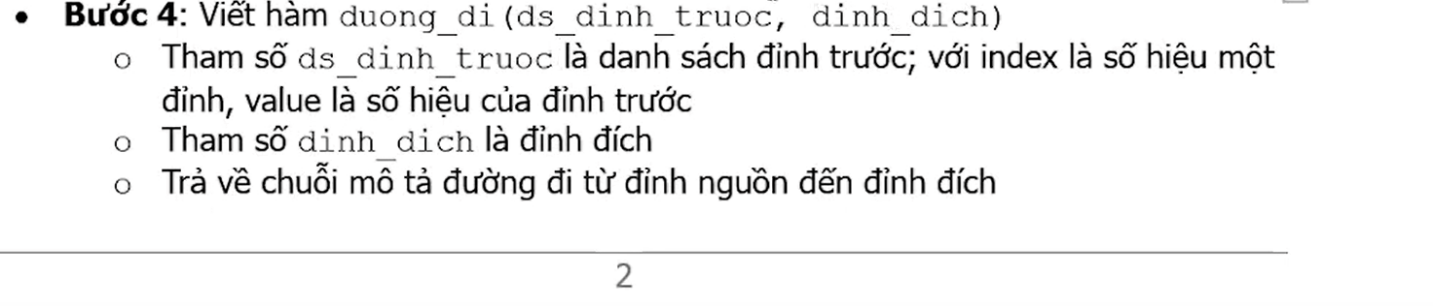 • Bước 4: Viết hàm duong_di(ds_dinh_truoc, dinh_dich)
o Tham số ds_dinh_truoc là danh sách đỉnh trước; với index là số hiệu một
đỉnh, value là số hiệu của đỉnh trước
o Tham số dinh_dich là đỉnh đích
o Trả về chuỗi mô tả đường đi từ đỉnh nguồn đến đỉnh đích
2